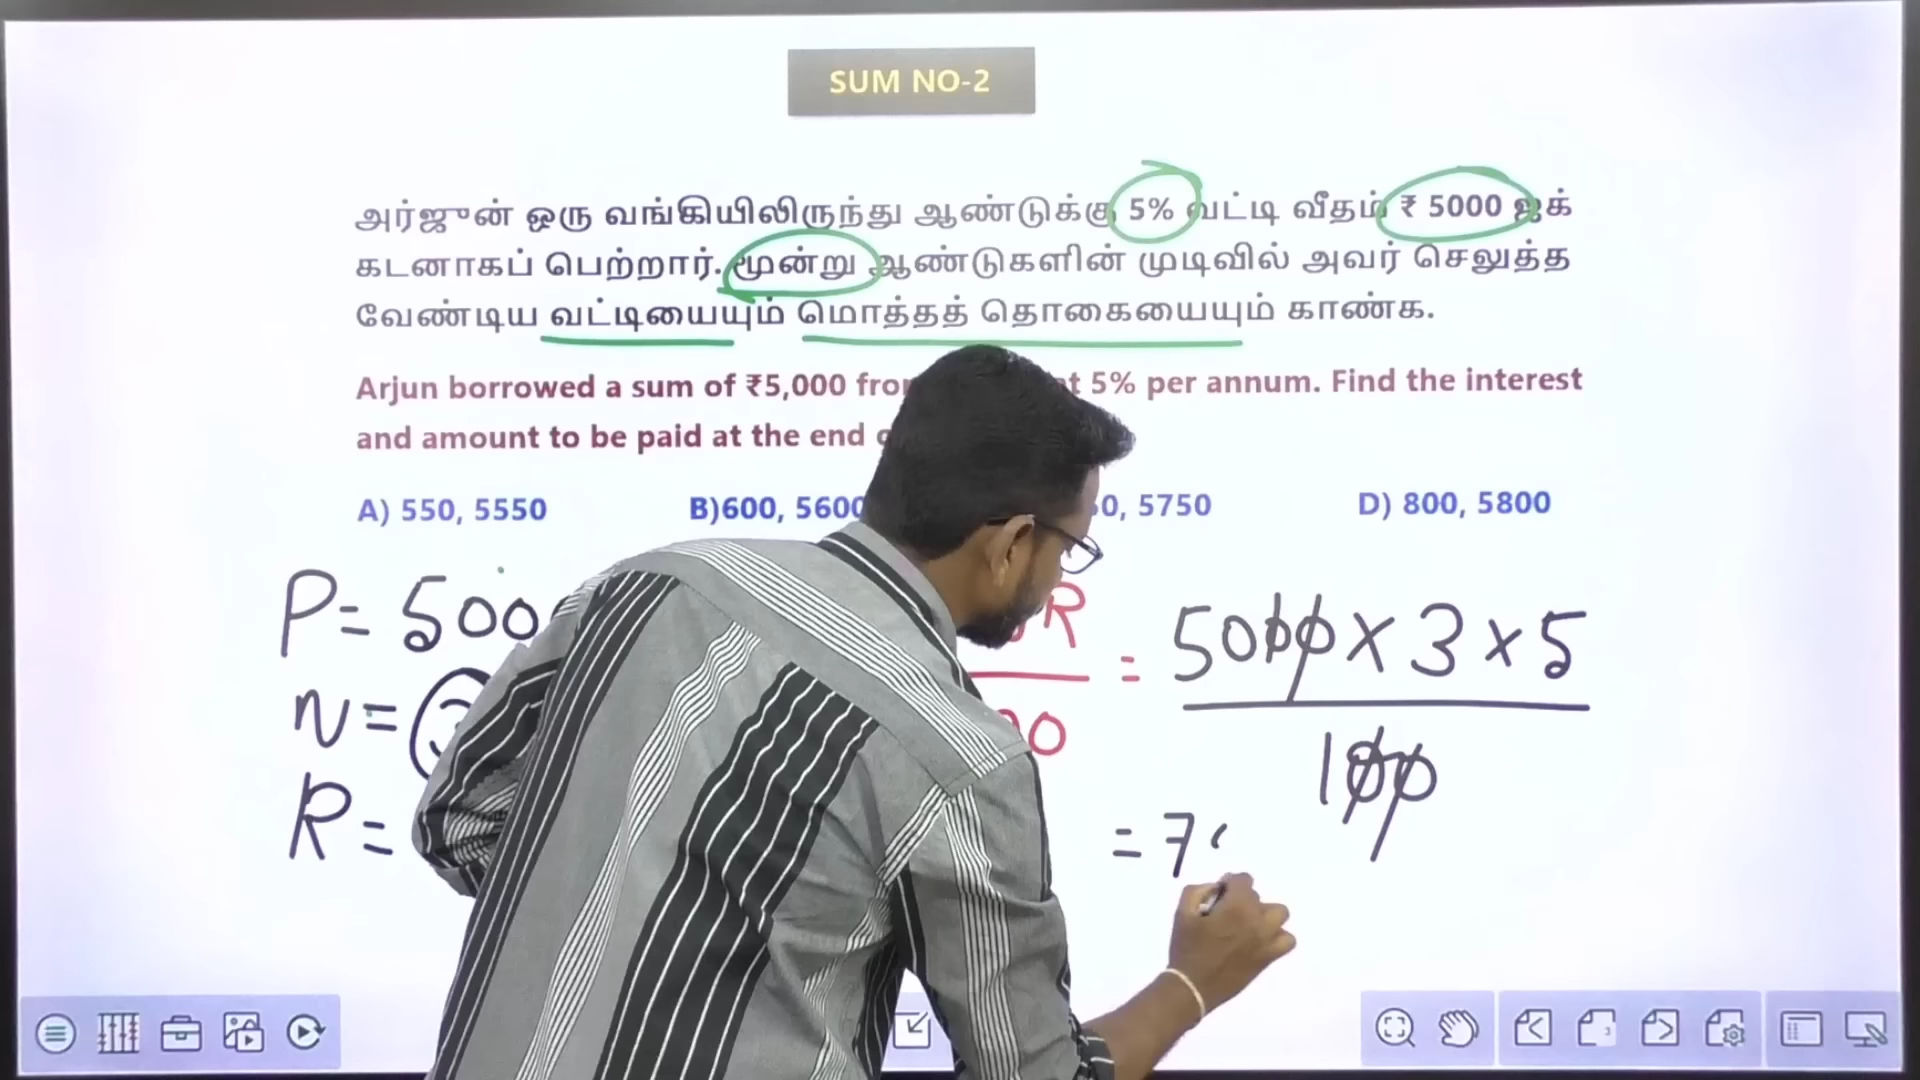 SUM NO-2
அர்ஜுன் ஒரு வங்கியிலிருந்து ஆண்டுக்கு 5% வட்டி வீதம் ₹ 5000 ஐக்
கடனாகப் பெற்றார். மூன்று ஆண்டுகளின் முடிவில் அவர் செலுத்த
வேண்டிய வட்டியையும் மொத்தத் தொகையையும் காண்க.
Arjun borrowed a sum of ₹5,000 5% per annum. Find the interest
and amount to be paid at the end
A) 550, 5550 B)600, 5600 5750 D) 800, 5800
P= 500 R = 5000 x 3 x 5
n= 100
R= = 7